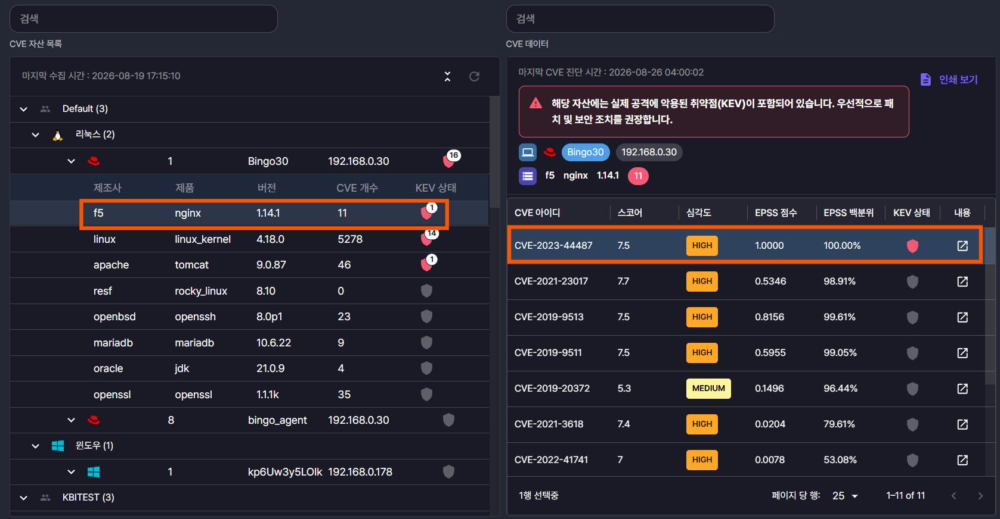 검색
CVE 자산 목록
마지막 수집 시간 : 2026-08-19 17:15:10
Default (3)
리눅스 (2)
1 Bingo30 192.168.0.30 16
제조사 제품 버전 CVE 개수 KEV 상태
f5 nginx 1.14.1 11 1
linux linux_kernel 4.18.0 5278 14
apache tomcat 9.0.87 46 1
resf rocky_linux 8.10 0
openbsd openssh 8.0p1 23
mariadb mariadb 10.6.22 9
oracle jdk 21.0.9 4
openssl openssl 1.1.1k 35
8 bingo_agent 192.168.0.30
윈도우 (1)
1 kp6Uw3y5LOlk 192.168.0.178
KBITEST (3)
검색
CVE 데이터
마지막 CVE 진단 시간 : 2026-08-26 04:00:02
인쇄 보기
해당 자산에는 실제 공격에 악용된 취약점(KEV)이 포함되어 있습니다. 우선적으로 패
치 및 보안 조치를 권장합니다.
Bingo30 192.168.0.30
f5 nginx 1.14.1 11
CVE 아이디 스코어 심각도 EPSS 점수 EPSS 백분위 KEV 상태 내용
CVE-2023-44487 7.5 HIGH 1.0000 100.00%
CVE-2021-23017 7.7 HIGH 0.5346 98.91%
CVE-2019-9513 7.5 HIGH 0.8156 99.61%
CVE-2019-9511 7.5 HIGH 0.5955 99.05%
CVE-2019-20372 5.3 MEDIUM 0.1496 96.44%
CVE-2021-3618 7.4 HIGH 0.0204 79.61%
CVE-2022-41741 7 HIGH 0.0078 53.08%
1행 선택중 페이지 당 행: 25 1–11 of 11